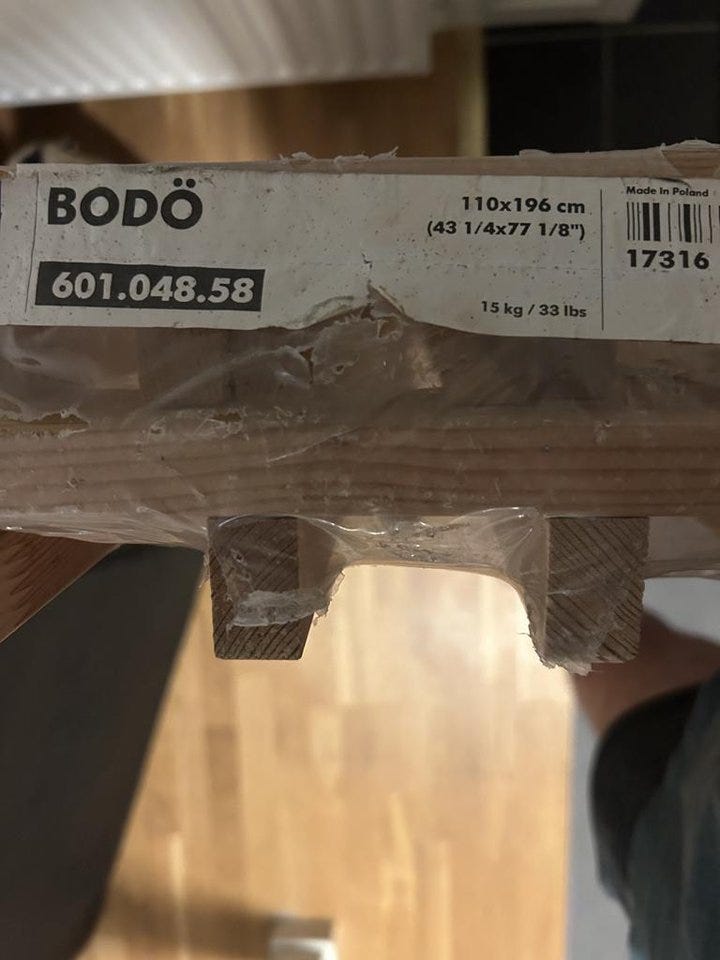 BODÖ
601.048.58
110x196 cm
(43 1/4x77 1/8")
15 kg / 33 lbs
Made In Poland
17316